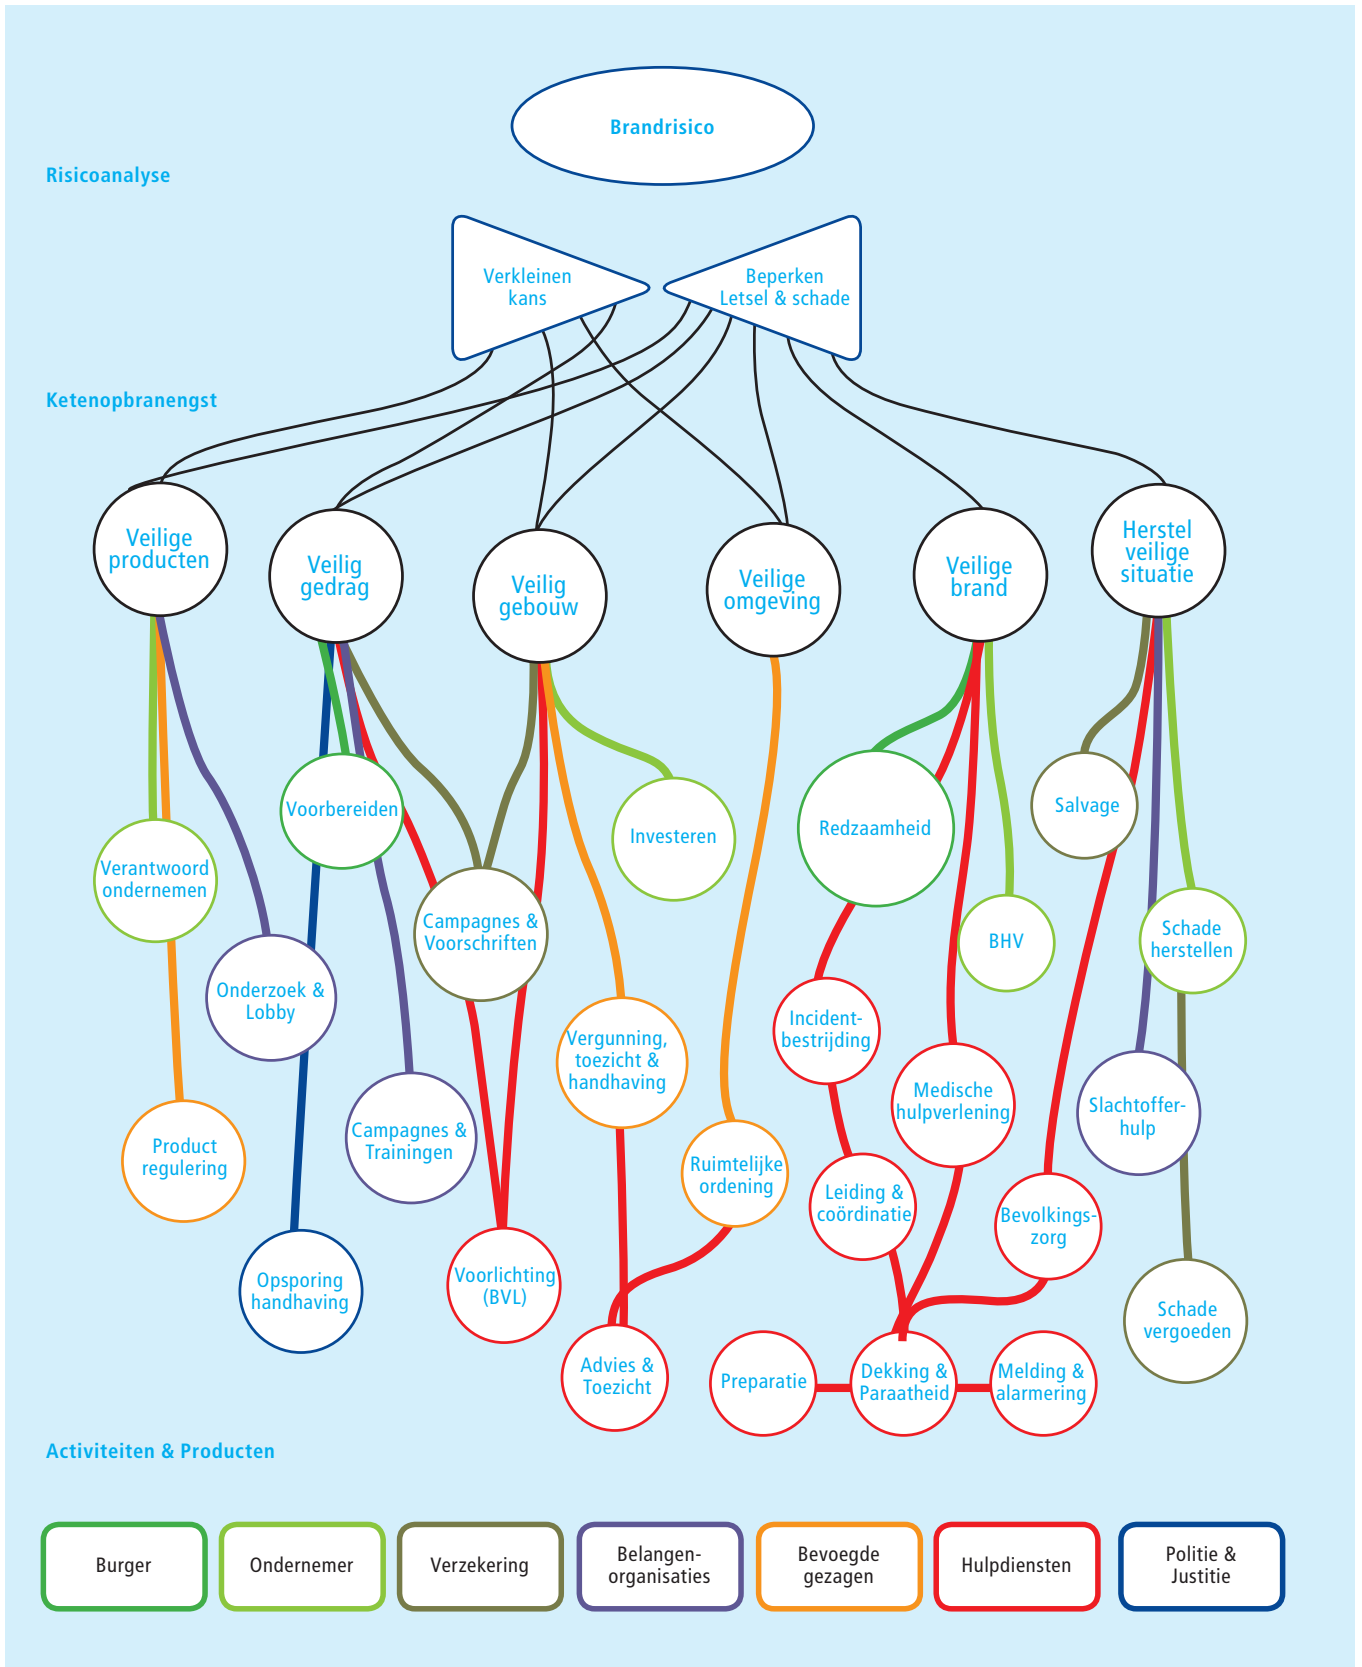 Brandrisico
Risicoanalyse
Verkleinen
kans
Beperken
Letsel & schade
Ketenopbranengst
Veilige
producten
Veilig
gedrag
Veilig
gebouw
Veilige
omgeving
Veilige
brand
Herstel
veilige
situatie
Voorbereiden
Investeren
Redzaamheid
Salvage
Verantwoord
ondernemen
Campagnes &
Voorschriften
BHV
Schade
herstellen
Onderzoek &
Lobby
Vergunning,
toezicht &
handhaving
Incident-
bestrijding
Medische
hulpverlening
Slachtoffer-
hulp
Product
regulering
Campagnes &
Trainingen
Ruimtelijke
ordening
Leiding &
coördinatie
Bevolkings-
zorg
Opsporing
handhaving
Voorlichting
(BVL)
Schade
vergoeden
Advies &
Toezicht
Preparatie
Dekking &
Paraatheid
Melding &
alarmering
Activiteiten & Producten
Burger
Ondernemer
Verzekering
Belangen-
organisaties
Bevoegde
gezagen
Hulpdiensten
Politie &
Justitie